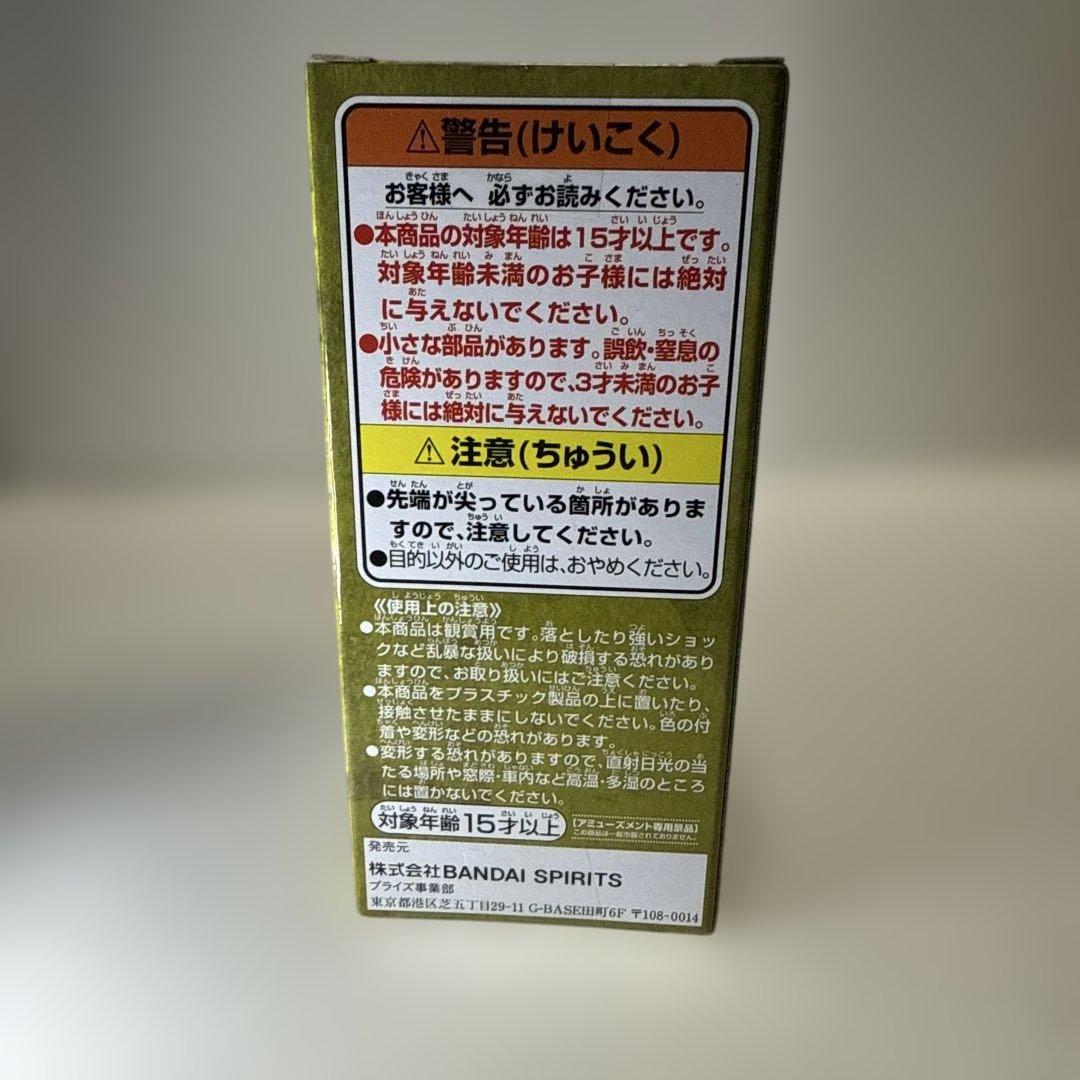 ⚠警告(けいこく)
お客様へ 必ずお読みください。
●本商品の対象年齢は15才以上です。
対象年齢未満のお子様には絶対
に与えないでください。
●小さな部品があります。誤飲・窒息の
危険がありますので、3才未満のお子
様には絶対に与えないでください。
⚠注意(ちゅうい)
●先端が尖っている箇所がありま
すので、注意してください。
●目的以外のご使用は、おやめください。
《使用上の注意》
●本商品は観賞用です。落としたり強いショッ
クなど乱暴な扱いにより破損する恐れがあり
ますので、お取り扱いにはご注意ください。
●本商品をプラスチック製品の上に置いたり、
接触させたままにしないでください。色の付
着や変形などの恐れがあります。
●変形する恐れがありますので、直射日光の当
たる場所や窓際・車内など高温・多湿のところ
には置かないでください。
対象年齢15才以上
【アミューズメント専用景品】
この商品は一般市販されておりません。
発売元
株式会社BANDAI SPIRITS
プライズ事業部
東京都港区芝五丁目29-11 G-BASE田町6F 〒108-0014